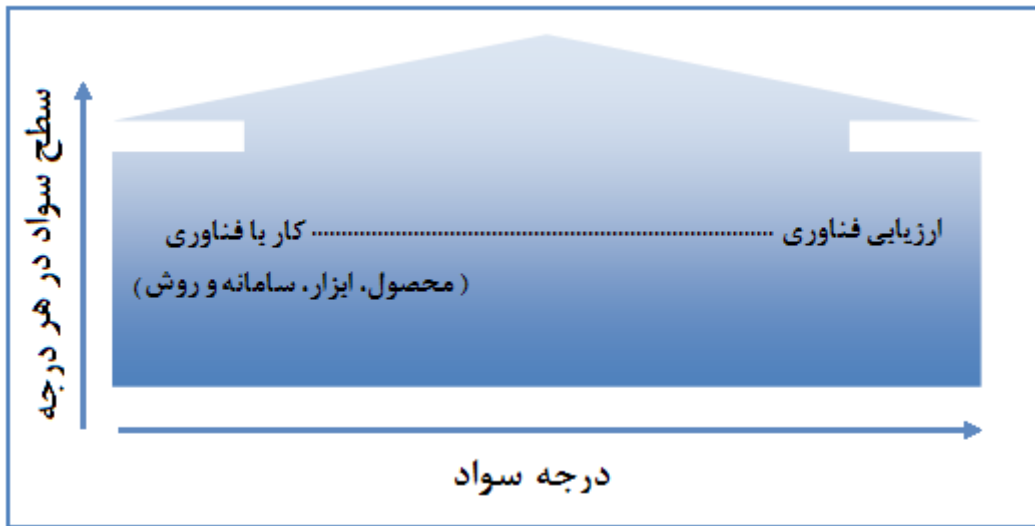 سطح سواد در هر درجه
ارزیابی فناوری ........................................ کار با فناوری
(محصول، ابزار، سامانه و روش)
درجه سواد